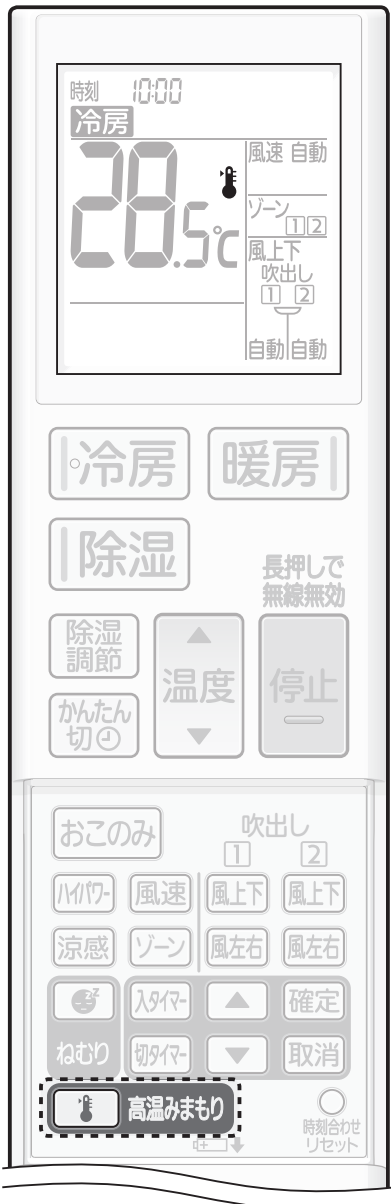 時刻 10:00
冷房
28.5℃
風速 自動
ゾーン
1 2
風上下
吹出し
1 2
自動 自動
冷房 暖房
除湿
長押しで
無線無効
除湿
調節
温度
停止
かんたん
切
おこのみ
吹出し
1 2
ハイパワー 風速 風上下 風上下
涼感 ゾーン 風左右 風左右
入タイマー 確定
ねむり 切タイマー 取消
高温みまもり
時刻合わせ
リセット